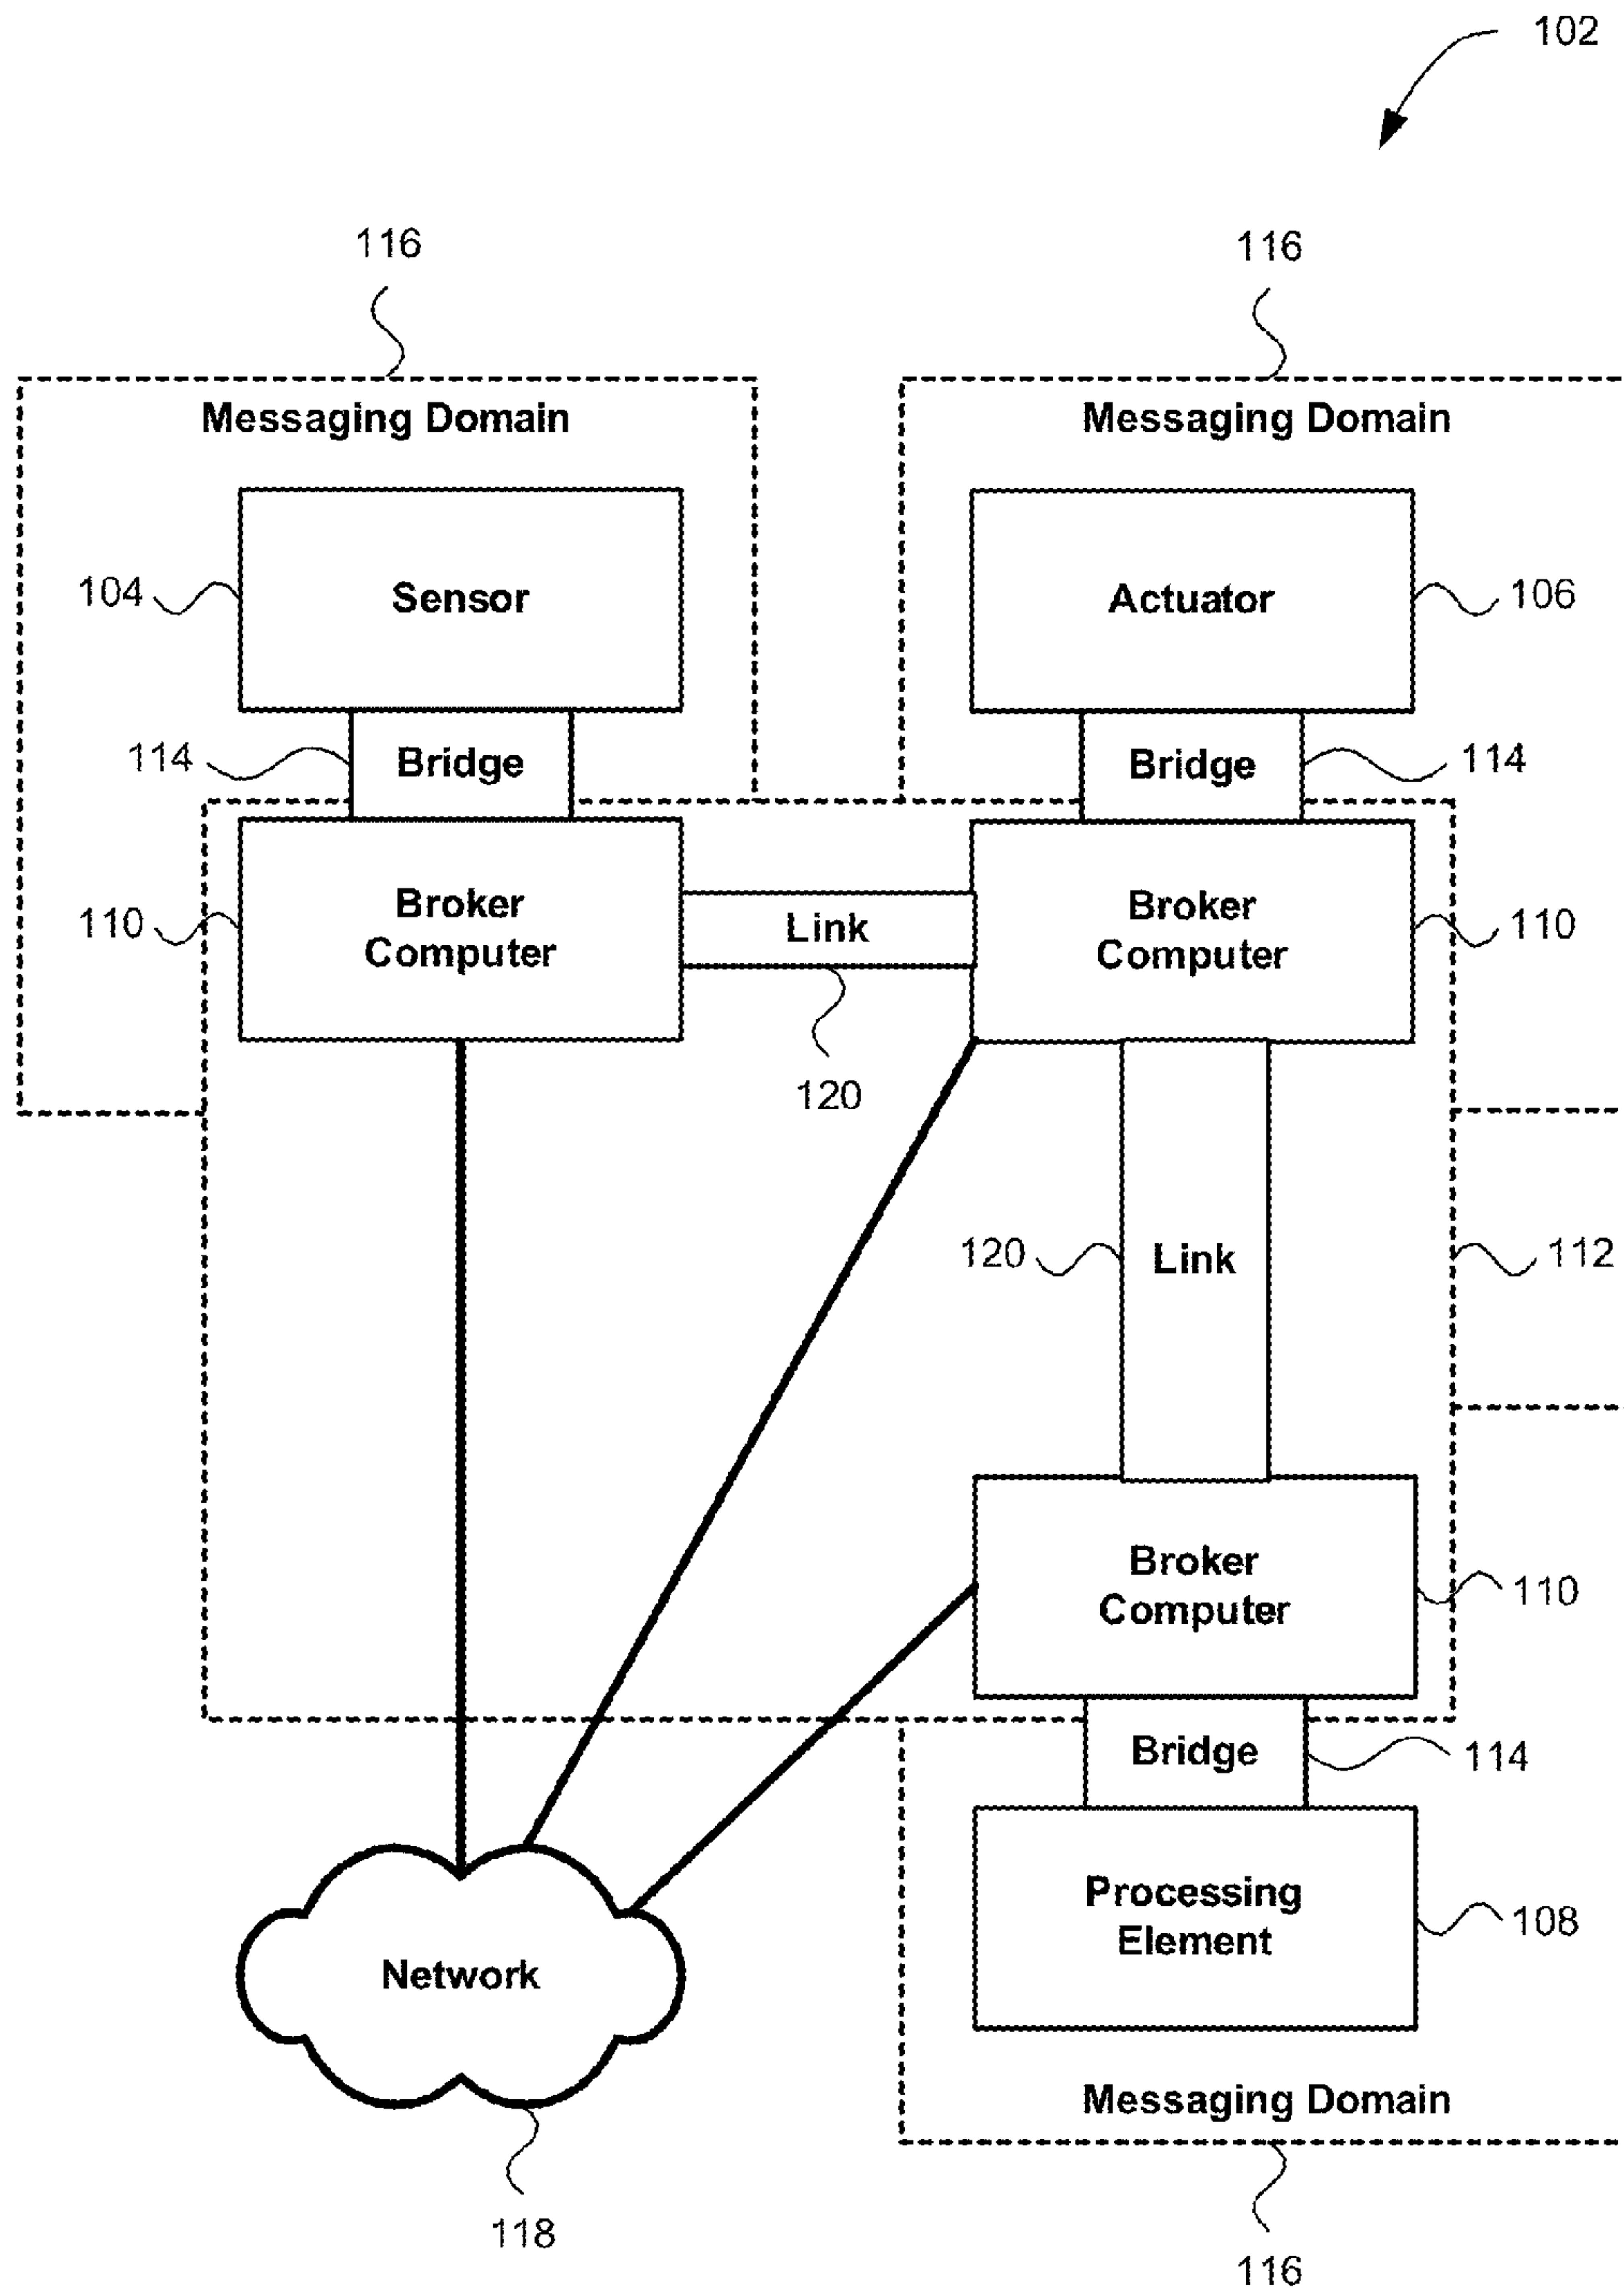 102
116
116
Messaging Domain
Messaging Domain
104
Sensor
Actuator
106
114
Bridge
Bridge
114
110
Broker
Computer
Link
Broker
Computer
110
120
120
Link
112
Broker
Computer
110
Bridge
114
Processing
Element
108
Network
Messaging Domain
118
116